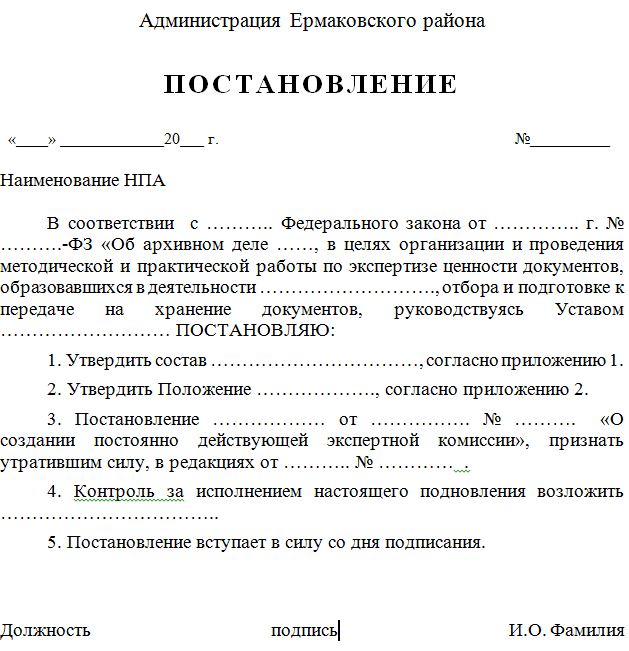 Администрация Ермаковского района
ПОСТАНОВЛЕНИЕ
«____» _____________20___ г. №__________
Наименование НПА
В соответствии с ……….. Федерального закона от ………….. г. №
……….-ФЗ «Об архивном деле ……, в целях организации и проведения
методической и практической работы по экспертизе ценности документов,
образовавшихся в деятельности ………………………., отбора и подготовке к
передаче на хранение документов, руководствуясь Уставом
……………………… ПОСТАНОВЛЯЮ:
1. Утвердить состав ……………………………, согласно приложению 1.
2. Утвердить Положение ………………., согласно приложению 2.
3. Постановление ……………… от ……………. № ………. «О
создании постоянно действующей экспертной комиссии», признать
утратившим силу, в редакциях от ……….. № ………… .
4. Контроль за исполнением настоящего подновления возложить
……………………………..
5. Постановление вступает в силу со дня подписания.
Должность подпись И.О. Фамилия